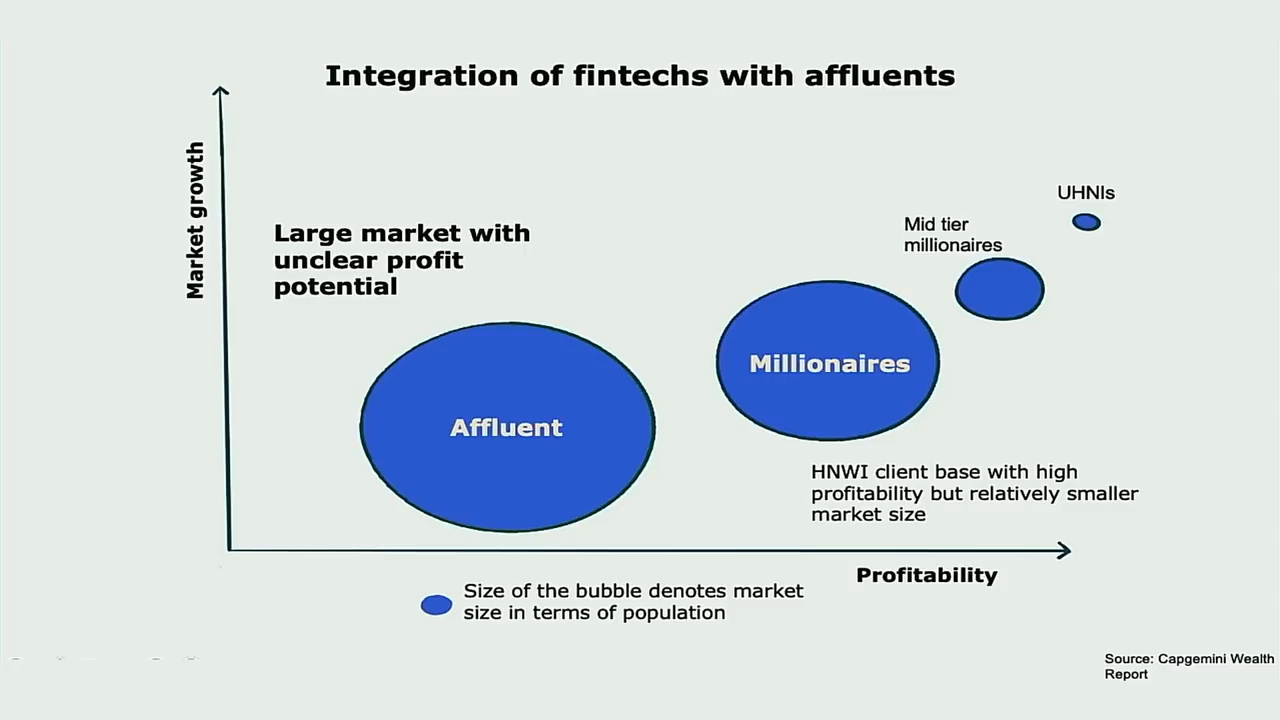 Integration of fintechs with affluents
Market growth
UHNIs
Mid tier
millionaires
Large market with
unclear profit
potential
Millionaires
Affluent
HNWI client base with high
profitability but relatively smaller
market size
Profitability
Size of the bubble denotes market
size in terms of population
Source: Capgemini Wealth
Report